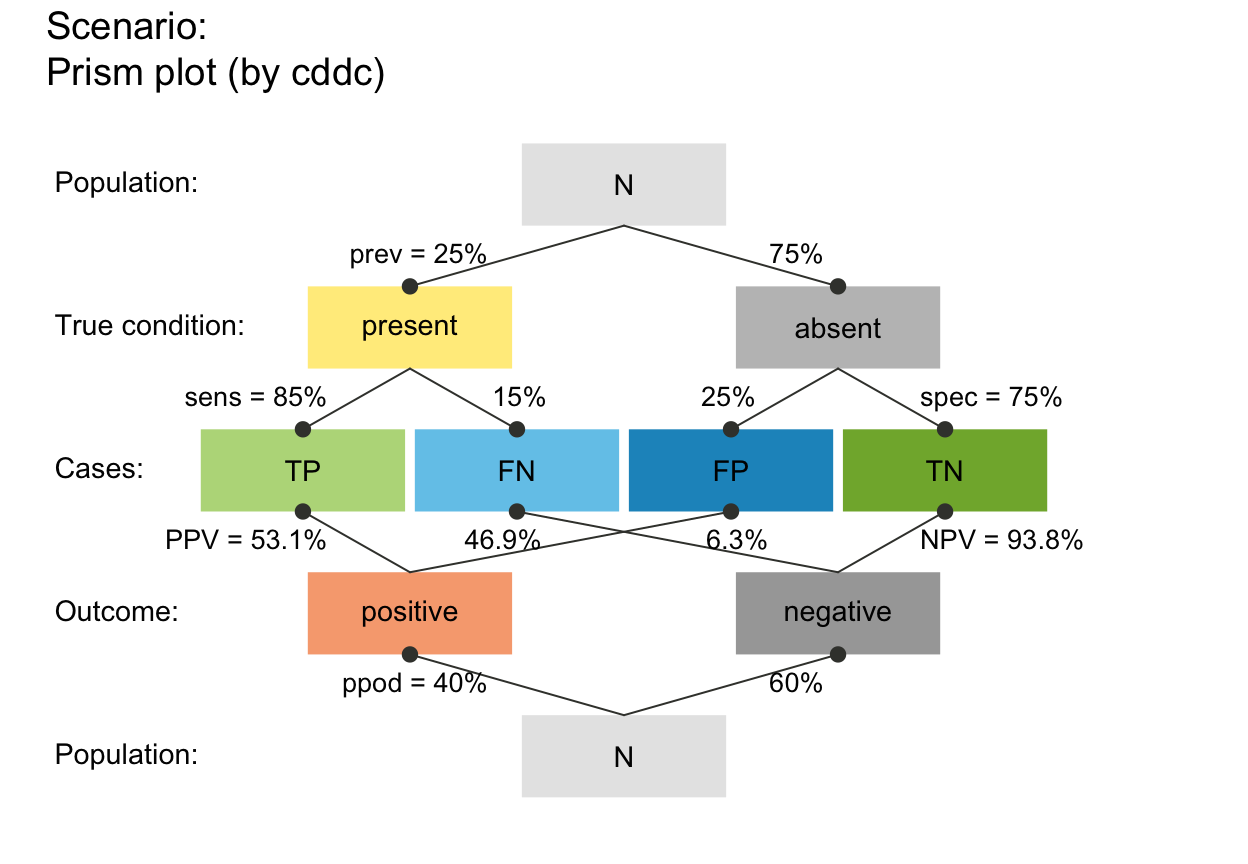 Scenario:
Prism plot (by cddc)
Population:
N
prev = 25%
75%
True condition:
present
absent
sens = 85%
15%
25%
spec = 75%
Cases:
TP
FN
FP
TN
PPV = 53.1%
46.9%
6.3%
NPV = 93.8%
Outcome:
positive
negative
ppod = 40%
60%
Population:
N